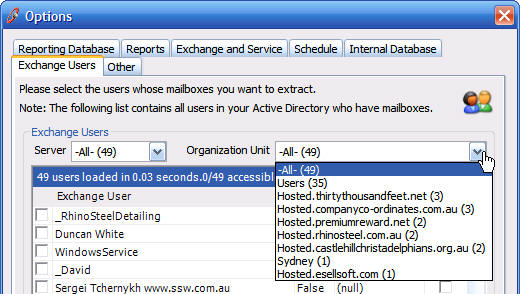 Options
Reporting Database Reports Exchange and Service Schedule Internal Database
Exchange Users Other
Please select the users whose mailboxes you want to extract.
Note: The following list contains all users in your Active Directory who have mailboxes.
Exchange Users
Server -All- (49) Organization Unit -All- (49)
49 users loaded in 0.03 seconds.0/49 accessibl
-All- (49)
Users (35)
Hosted.thirtythousandfeet.net (3)
Hosted.companyco-ordinates.com.au (3)
Hosted.premiumreward.net (2)
Hosted.rhinosteel.com.au (2)
Hosted.castlehillchristadelphians.org.au (2)
Sydney (1)
Hosted.esellsoft.com (1)
Exchange User
_RhinoSteelDetailing
Duncan White
WindowsService
_David
Sergei Tchernykh www.ssw.com.au False (null)